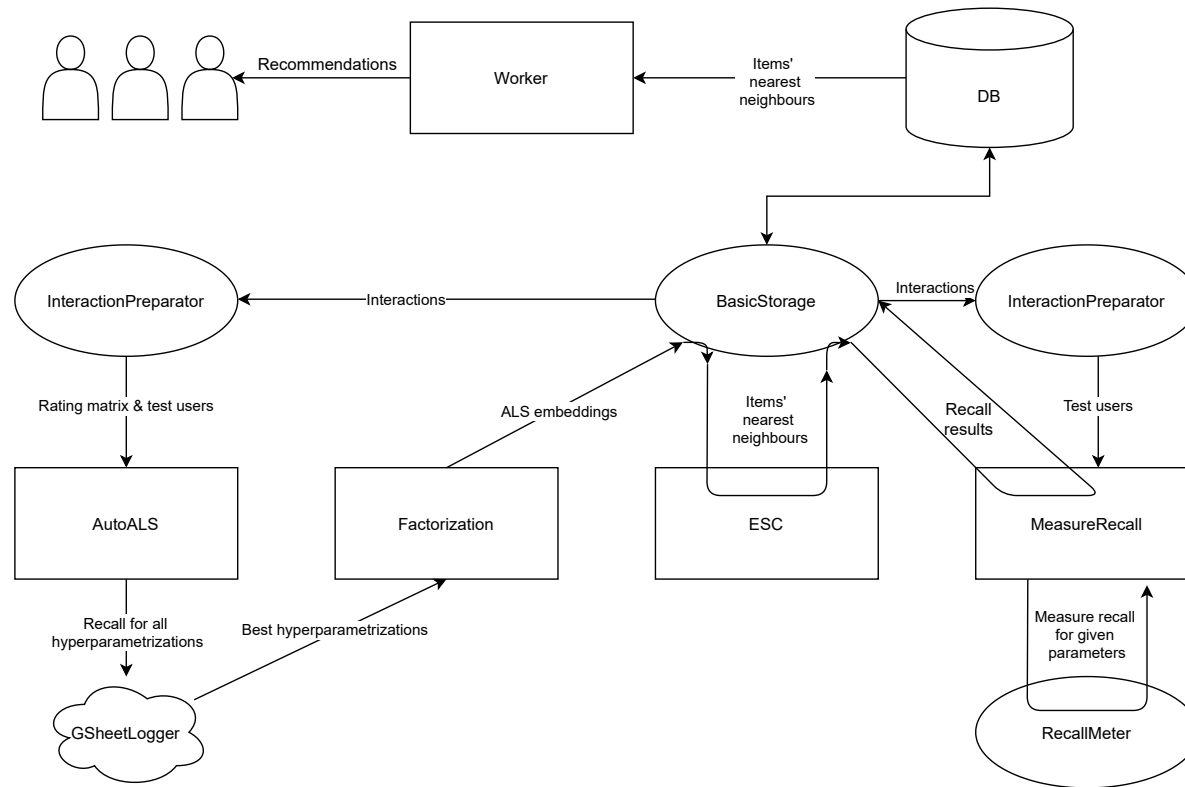 Recommendations
Worker
Items'
nearest
neighbours
DB
InteractionPreparator
Interactions
BasicStorage
Interactions
InteractionPreparator
Rating matrix & test users
ALS embeddings
Items'
nearest
neighbours
Recall
results
Test users
AutoALS
Factorization
ESC
MeasureRecall
Recall for all
hyperparametrizations
Best hyperparametrizations
Measure recall
for given
parameters
GSheetLogger
RecallMeter